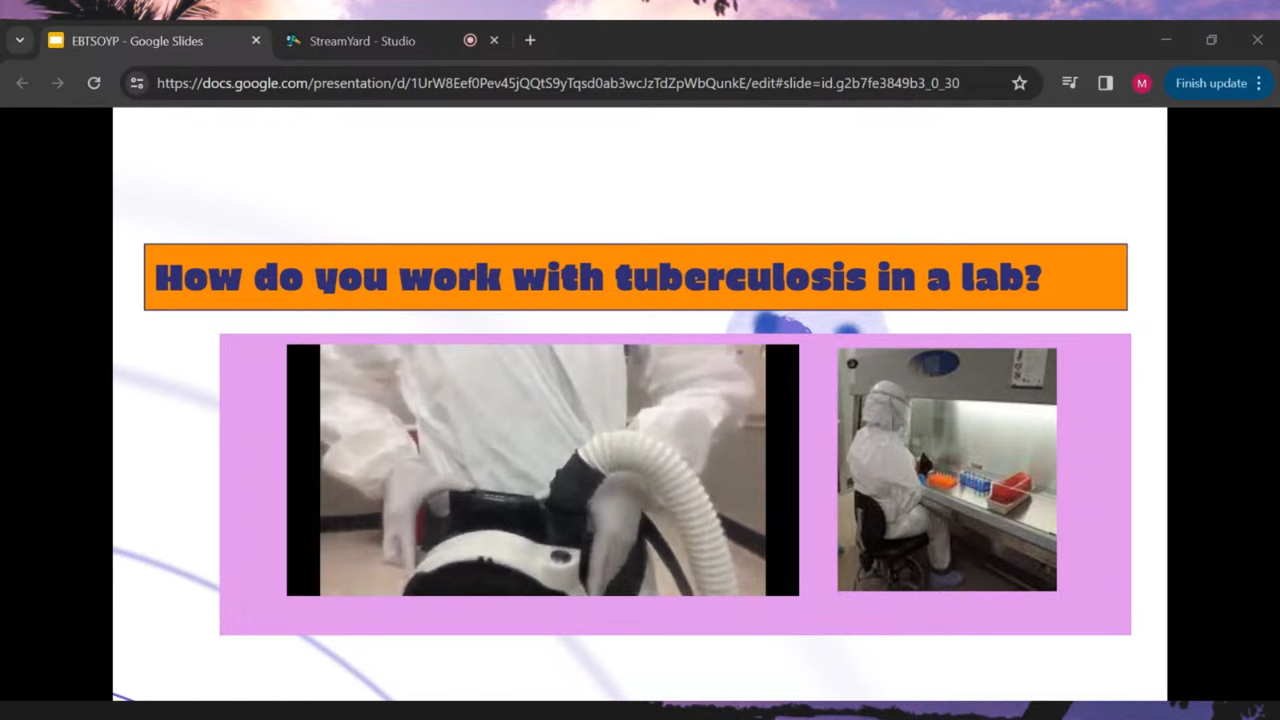 EBTSOYP - Google Slides
StreamYard - Studio
https://docs.google.com/presentation/d/1UrW8Eef0Pev45jQQtS9yTqsd0ab3wcJzTdZpWbQunkE/edit#slide=id.g2b7fe3849b3_0_30
M
Finish update
How do you work with tuberculosis in a lab?